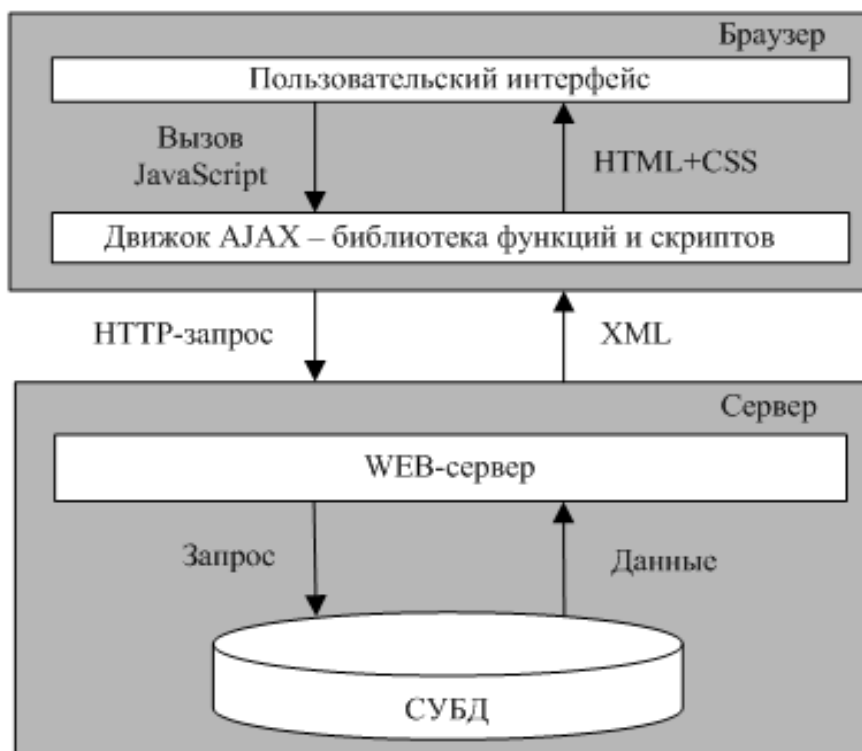 Браузер
Пользовательский интерфейс
Вызов
JavaScript
HTML+CSS
Движок AJAX – библиотека функций и скриптов
HTTP-запрос
XML
Сервер
WEB-сервер
Запрос
Данные
СУБД